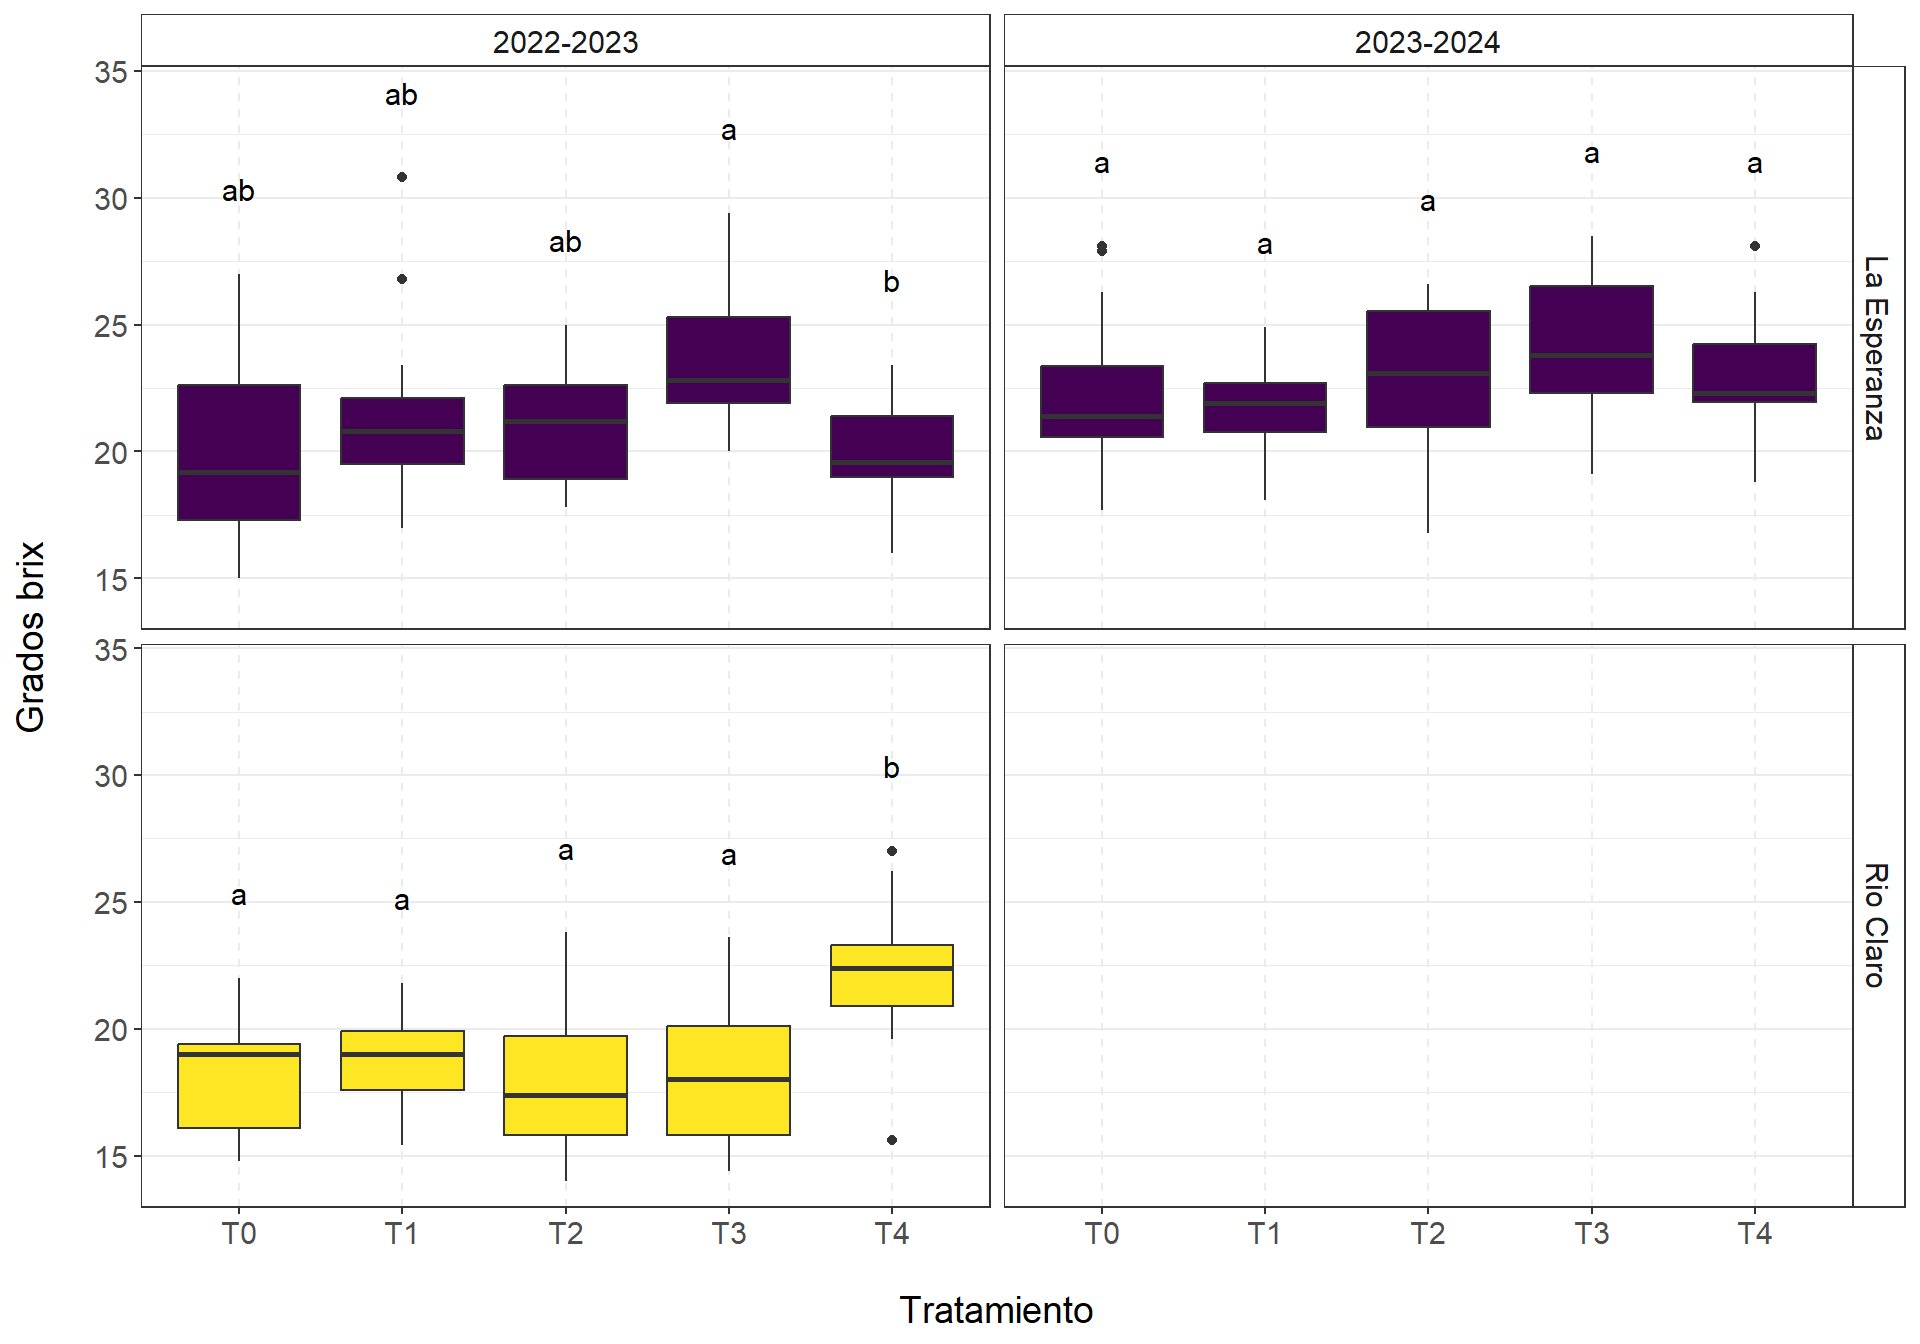 2022-2023
2023-2024
35
30
25
20
15
ab
ab
ab
a
b
a
a
a
a
a
La Esperanza
35
30
25
20
15
a
a
a
a
b
Rio Claro
T0 T1 T2 T3 T4
T0 T1 T2 T3 T4
Grados brix
Tratamiento